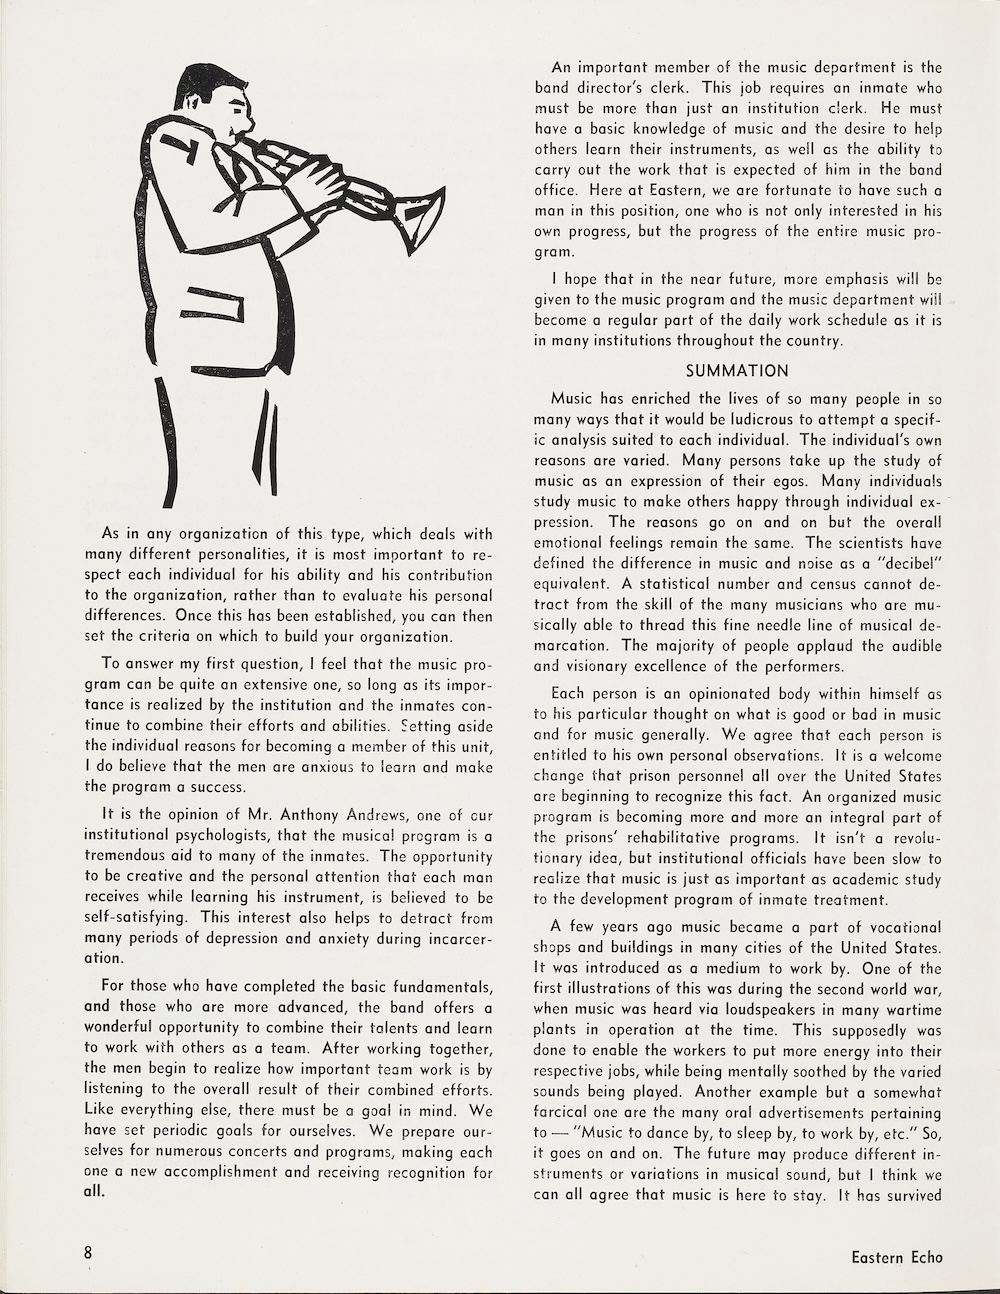 As in any organization of this type, which deals with
many different personalities, it is most important to re-
spect each individual for his ability and his contribution
to the organization, rather than to evaluate his personal
differences. Once this has been established, you can then
set the criteria on which to build your organization.
To answer my first question, I feel that the music pro-
gram can be quite an extensive one, so long as its impor-
tance is realized by the institution and the inmates con-
tinue to combine their efforts and abilities. Setting aside
the individual reasons for becoming a member of this unit,
I do believe that the men are anxious to learn and make
the program a success.
It is the opinion of Mr. Anthony Andrews, one of our
institutional psychologists, that the musical program is a
tremendous aid to many of the inmates. The opportunity
to be creative and the personal attention that each man
receives while learning his instrument, is believed to be
self-satisfying. This interest also helps to detract from
many periods of depression and anxiety during incarcer-
ation.
For those who have completed the basic fundamentals,
and those who are more advanced, the band offers a
wonderful opportunity to combine their talents and learn
to work with others as a team. After working together,
the men begin to realize how important team work is by
listening to the overall result of their combined efforts.
Like everything else, there must be a goal in mind. We
have set periodic goals for ourselves. We prepare our-
selves for numerous concerts and programs, making each
one a new accomplishment and receiving recognition for
all.
An important member of the music department is the
band director's clerk. This job requires an inmate who
must be more than just an institution clerk. He must
have a basic knowledge of music and the desire to help
others learn their instruments, as well as the ability to
carry out the work that is expected of him in the band
office. Here at Eastern, we are fortunate to have such a
man in this position, one who is not only interested in his
own progress, but the progress of the entire music pro-
gram.
I hope that in the near future, more emphasis will be
given to the music program and the music department will
become a regular part of the daily work schedule as it is
in many institutions throughout the country.
SUMMATION
Music has enriched the lives of so many people in so
many ways that it would be ludicrous to attempt a specif-
ic analysis suited to each individual. The individual's own
reasons are varied. Many persons take up the study of
music as an expression of their egos. Many individuals
study music to make others happy through individual ex-
pression. The reasons go on and on but the overall
emotional feelings remain the same. The scientists have
defined the difference in music and noise as a "decibel"
equivalent. A statistical number and census cannot de-
tract from the skill of the many musicians who are mu-
sically able to thread this fine needle line of musical de-
marcation. The majority of people applaud the audible
and visionary excellence of the performers.
Each person is an opinionated body within himself as
to his particular thought on what is good or bad in music
and for music generally. We agree that each person is
entitled to his own personal observations. It is a welcome
change that prison personnel all over the United States
are beginning to recognize this fact. An organized music
program is becoming more and more an integral part of
the prisons' rehabilitative programs. It isn't a revolu-
tionary idea, but institutional officials have been slow to
realize that music is just as important as academic study
to the development program of inmate treatment.
A few years ago music became a part of vocational
shops and buildings in many cities of the United States.
It was introduced as a medium to work by. One of the
first illustrations of this was during the second world war,
when music was heard via loudspeakers in many wartime
plants in operation at the time. This supposedly was
done to enable the workers to put more energy into their
respective jobs, while being mentally soothed by the varied
sounds being played. Another example but a somewhat
farcical one are the many oral advertisements pertaining
to — "Music to dance by, to sleep by, to work by, etc." So,
it goes on and on. The future may produce different in-
struments or variations in musical sound, but I think we
can all agree that music is here to stay. It has survived
8
Eastern Echo